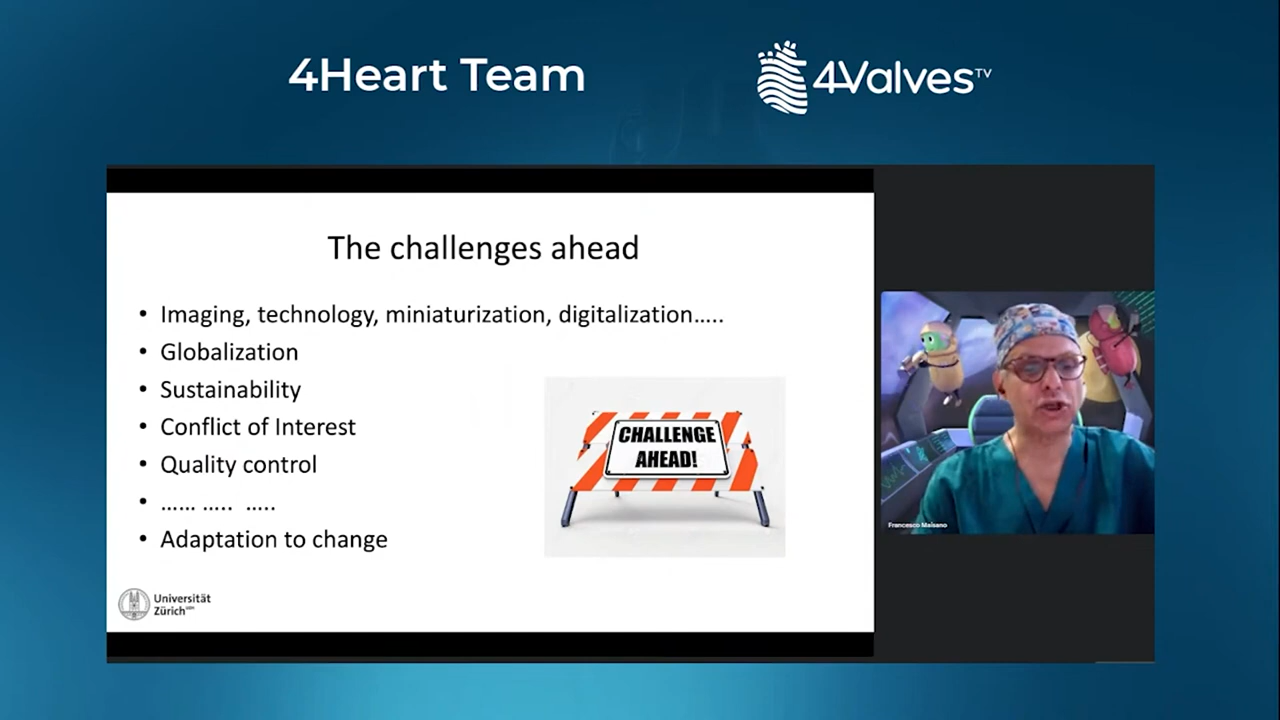 4Heart Team
4Valves TV
The challenges ahead
• Imaging, technology, miniaturization, digitalization…..
• Globalization
• Sustainability
• Conflict of Interest
• Quality control
• …… ….. …..
• Adaptation to change
CHALLENGE
AHEAD!
Universität
Zürich UZH
Francesco Maisano